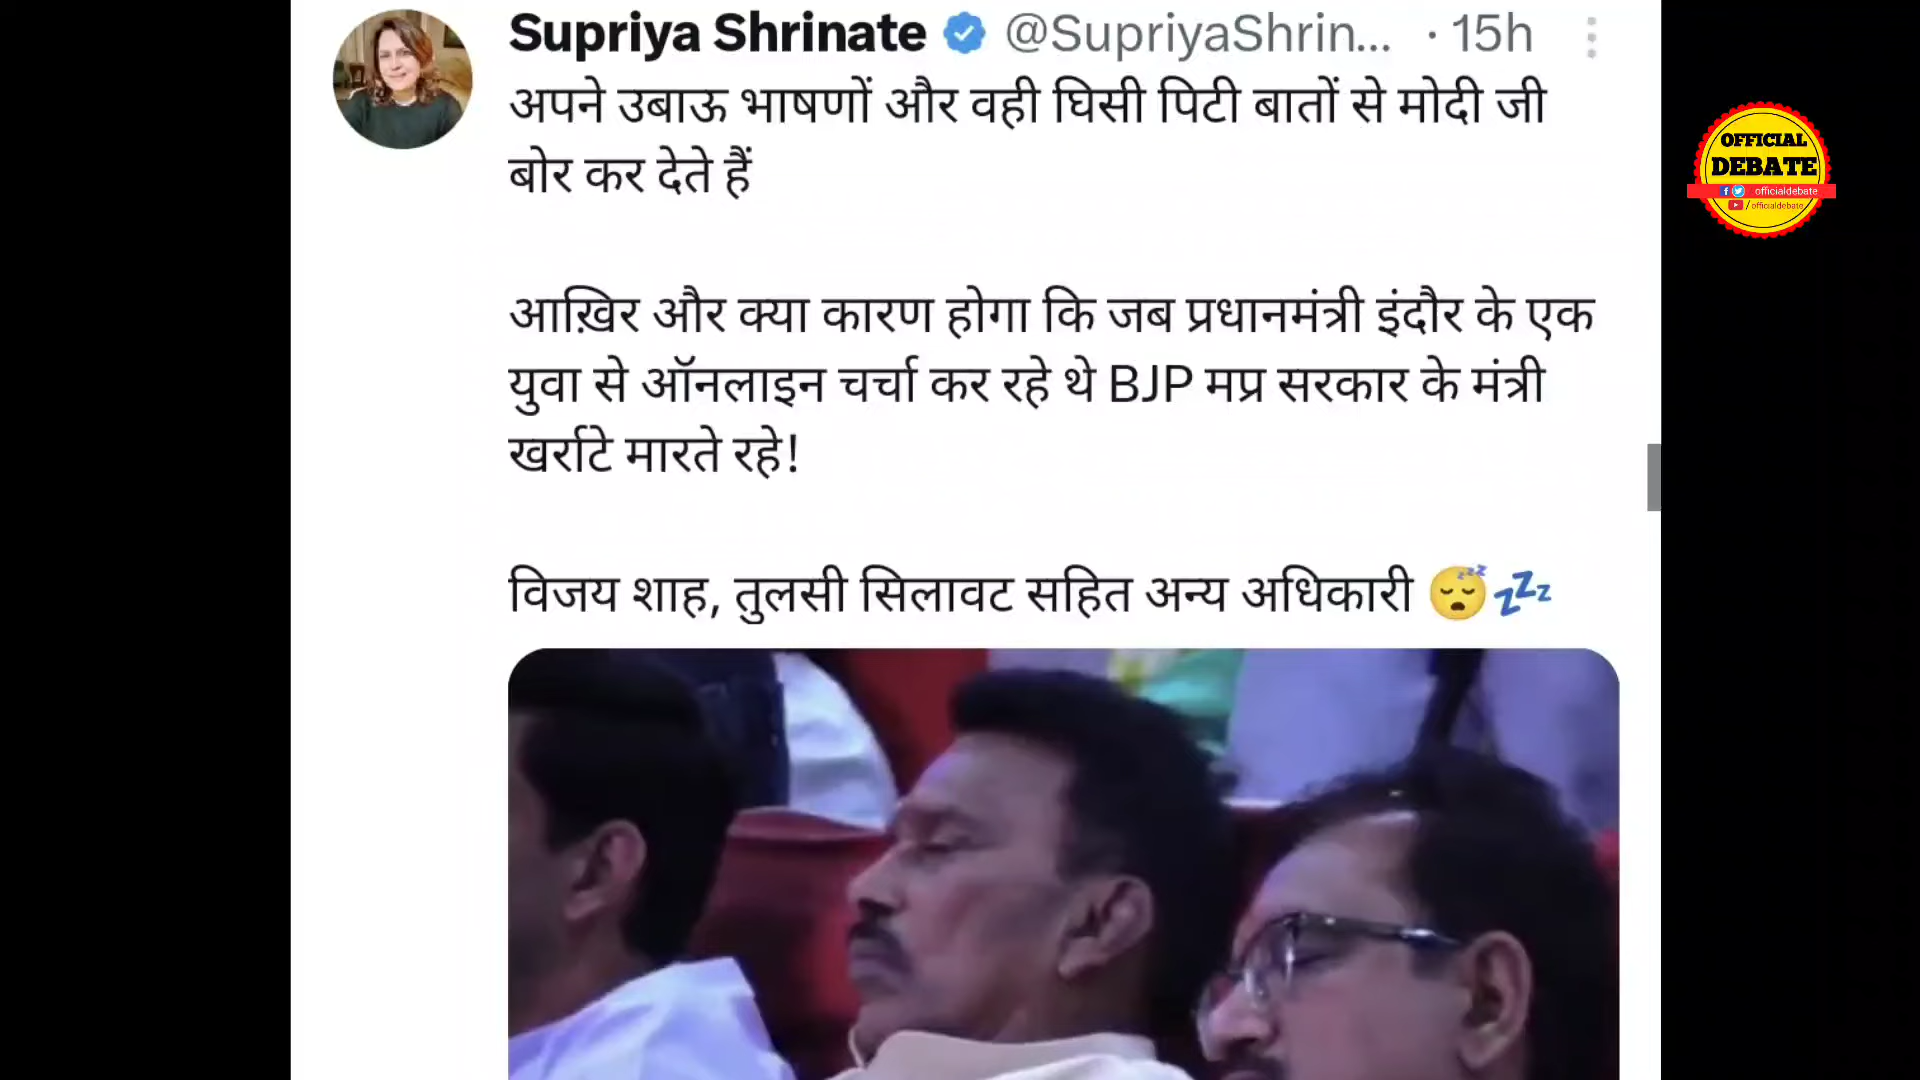 Supriya Shrinate @SupriyaShrin... · 15h
अपने उबाऊ भाषणों और वही घिसी पिटी बातों से मोदी जी
बोर कर देते हैं
आख़िर और क्या कारण होगा कि जब प्रधानमंत्री इंदौर के एक
युवा से ऑनलाइन चर्चा कर रहे थे BJP मप्र सरकार के मंत्री
खर्राटे मारते रहे!
विजय शाह, तुलसी सिलावट सहित अन्य अधिकारी 😴💤
OFFICIAL
DEBATE
officialdebate
/officialdebate